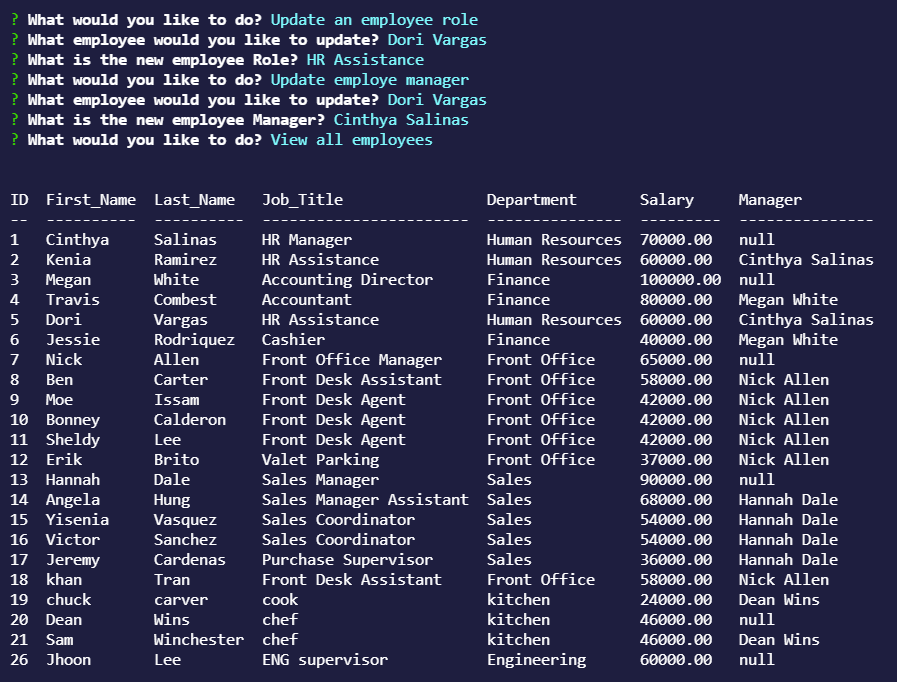 ? What would you like to do? Update an employee role
? What employee would you like to update? Dori Vargas
? What is the new employee Role? HR Assistance
? What would you like to do? Update employe manager
? What employee would you like to update? Dori Vargas
? What is the new employee Manager? Cinthya Salinas
? What would you like to do? View all employees
ID  First_Name  Last_Name   Job_Title                Department       Salary     Manager
--  ----------  ----------  -----------------------  ---------------  ---------  ---------------
1   Cinthya     Salinas     HR Manager               Human Resources  70000.00   null
2   Kenia       Ramirez     HR Assistance            Human Resources  60000.00   Cinthya Salinas
3   Megan       White       Accounting Director      Finance          100000.00  null
4   Travis      Combest     Accountant               Finance          80000.00   Megan White
5   Dori        Vargas      HR Assistance            Human Resources  60000.00   Cinthya Salinas
6   Jessie      Rodriquez   Cashier                  Finance          40000.00   Megan White
7   Nick        Allen       Front Office Manager     Front Office     65000.00   null
8   Ben         Carter      Front Desk Assistant     Front Office     58000.00   Nick Allen
9   Moe         Issam       Front Desk Agent         Front Office     42000.00   Nick Allen
10  Bonney      Calderon    Front Desk Agent         Front Office     42000.00   Nick Allen
11  Sheldy      Lee         Front Desk Agent         Front Office     42000.00   Nick Allen
12  Erik        Brito       Valet Parking            Front Office     37000.00   Nick Allen
13  Hannah      Dale        Sales Manager            Sales            90000.00   null
14  Angela      Hung        Sales Manager Assistant  Sales            68000.00   Hannah Dale
15  Yisenia     Vasquez     Sales Coordinator        Sales            54000.00   Hannah Dale
16  Victor      Sanchez     Sales Coordinator        Sales            54000.00   Hannah Dale
17  Jeremy      Cardenas    Purchase Supervisor      Sales            36000.00   Hannah Dale
18  khan        Tran        Front Desk Assistant     Front Office     58000.00   Nick Allen
19  chuck       carver      cook                     kitchen          24000.00   Dean Wins
20  Dean        Wins        chef                     kitchen          46000.00   null
21  Sam         Winchester  chef                     kitchen          46000.00   Dean Wins
26  Jhoon       Lee         ENG supervisor           Engineering      60000.00   null